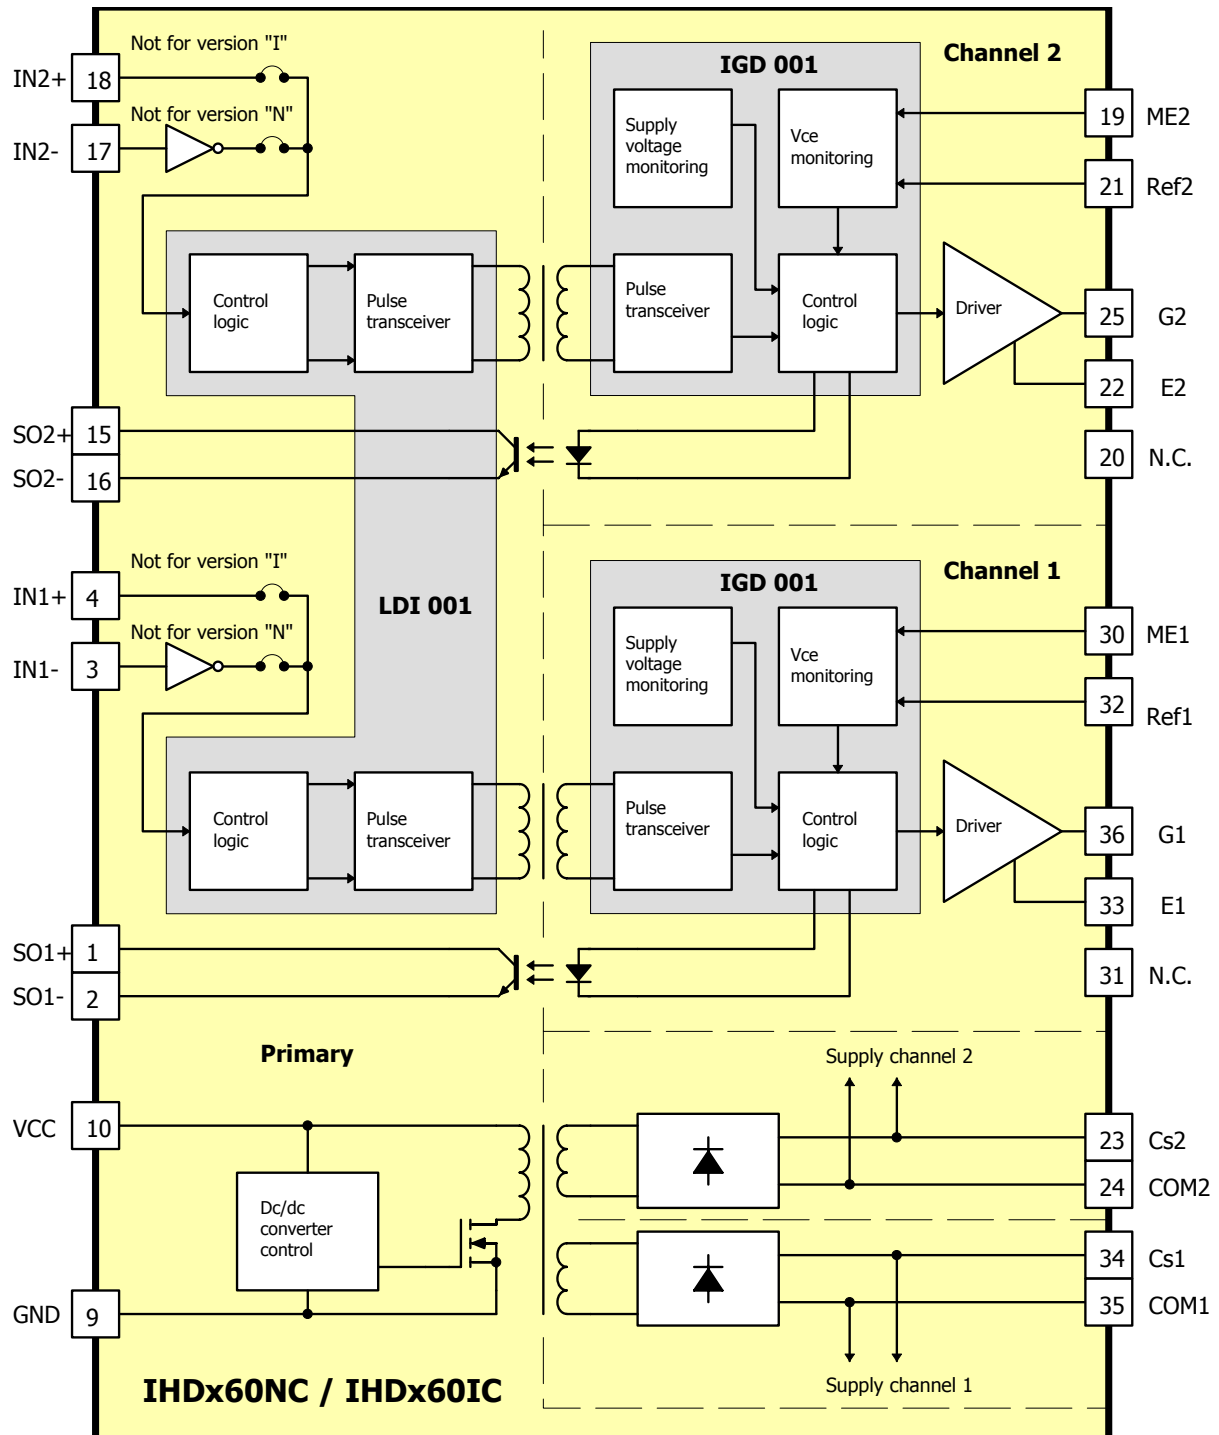 Not for version "I"
IN2+
18
Not for version "N"
IN2-
17
IGD 001
Channel 2
Supply
voltage
monitoring
Vce
monitoring
19
ME2
21
Ref2
Control
logic
Pulse
transceiver
Pulse
transceiver
Control
logic
Driver
25
G2
22
E2
SO2+
15
SO2-
16
20
N.C.
Not for version "I"
IN1+
4
Not for version "N"
IN1-
3
LDI 001
IGD 001
Channel 1
Supply
voltage
monitoring
Vce
monitoring
30
ME1
32
Ref1
Control
logic
Pulse
transceiver
Pulse
transceiver
Control
logic
Driver
36
G1
33
E1
SO1+
1
SO1-
2
31
N.C.
Primary
Supply channel 2
VCC
10
Dc/dc
converter
control
GND
9
23
Cs2
24
COM2
34
Cs1
35
COM1
Supply channel 1
IHDx60NC / IHDx60IC